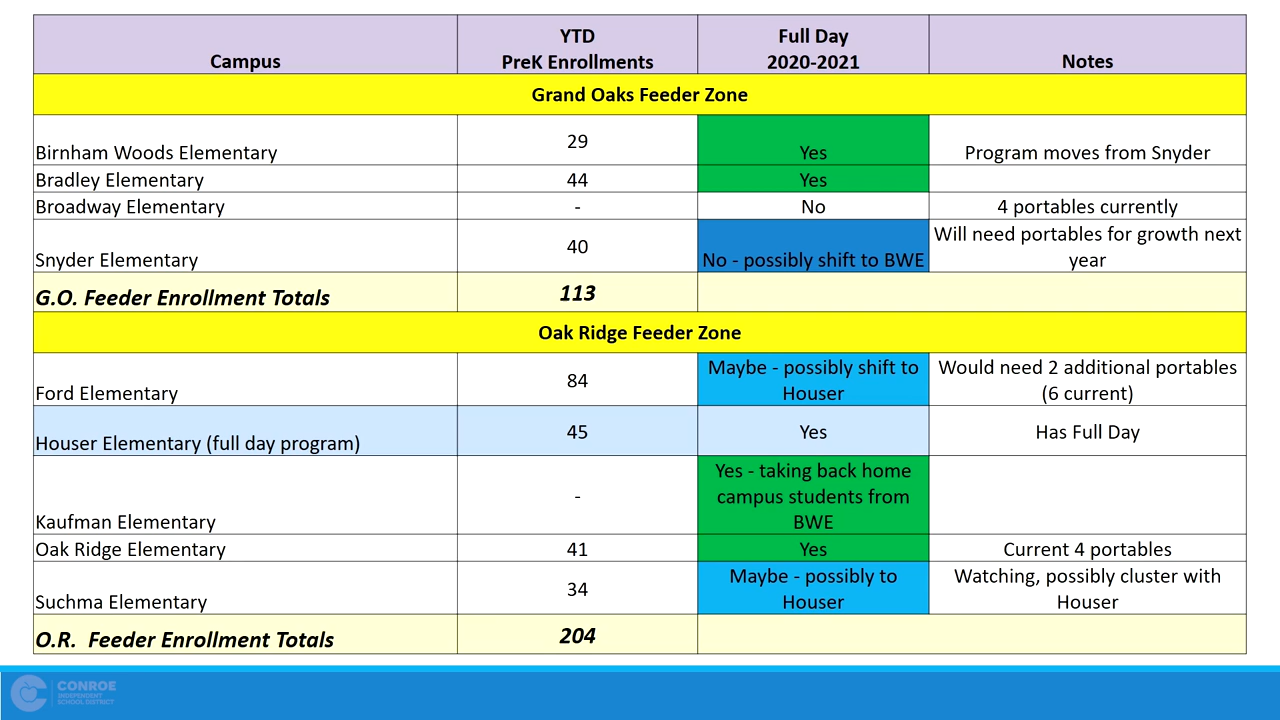 Campus
YTD
PreK Enrollments
Full Day
2020-2021
Notes
Grand Oaks Feeder Zone
Birnham Woods Elementary
29
Yes
Program moves from Snyder
Bradley Elementary
44
Yes
Broadway Elementary
-
No
4 portables currently
Snyder Elementary
40
No - possibly shift to BWE
Will need portables for growth next
year
G.O. Feeder Enrollment Totals
113
Oak Ridge Feeder Zone
Ford Elementary
84
Maybe - possibly shift to
Houser
Would need 2 additional portables
(6 current)
Houser Elementary (full day program)
45
Yes
Has Full Day
Kaufman Elementary
-
Yes - taking back home
campus students from
BWE
Oak Ridge Elementary
41
Yes
Current 4 portables
Suchma Elementary
34
Maybe - possibly to
Houser
Watching, possibly cluster with
Houser
O.R. Feeder Enrollment Totals
204
CONROE
INDEPENDENT
SCHOOL DISTRICT